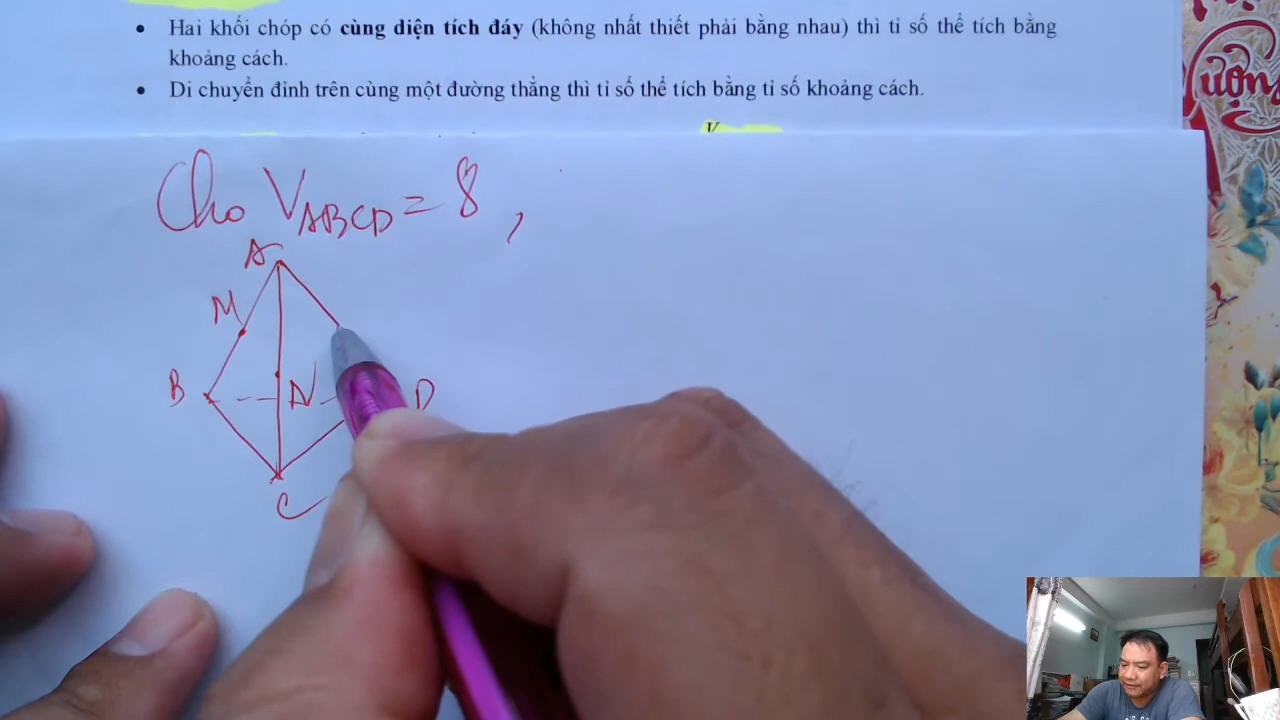 • Hai khối chóp có cùng diện tích đáy (không nhất thiết phải bằng nhau) thì tỉ số thể tích bằng
khoảng cách.
• Di chuyển đỉnh trên cùng một đường thẳng thì tỉ số thể tích bằng tỉ số khoảng cách.
V
Cho VABCD = 8 ,
A
M
B
N
D
C